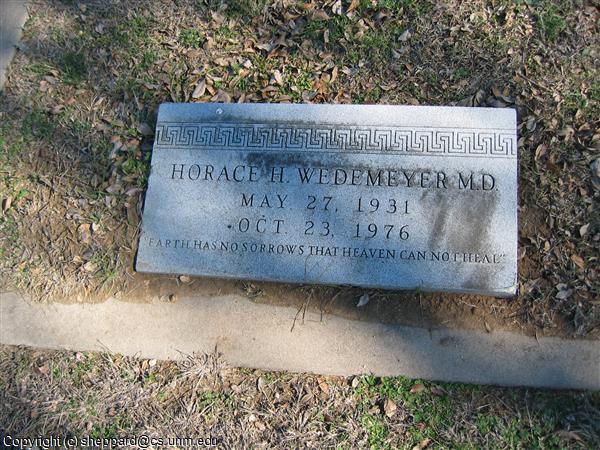 HORACE H. WEDEMEYER M.D.
MAY 27, 1931
OCT. 23, 1976
"EARTH HAS NO SORROWS THAT HEAVEN CAN NOT HEAL"
Copyright (c) sheppard@cs.unm.edu